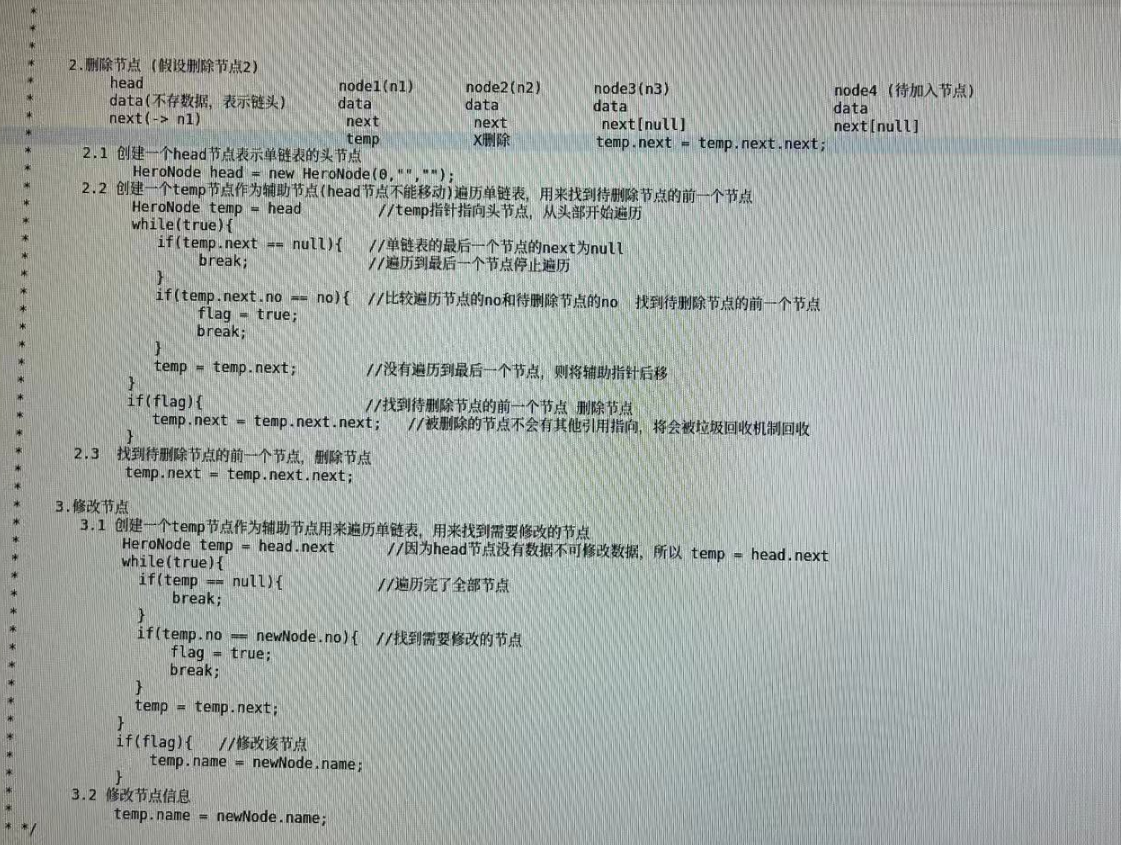 *
*
*
* 2.删除节点 (假设删除节点2)
* head node1(n1) node2(n2) node3(n3) node4 (待加入节点)
* data(不存数据, 表示链头) data data data data
* next(-> n1) next next next[null] next[null]
* temp X删除 temp.next = temp.next.next;
* 2.1 创建一个head节点表示单链表的头节点
* HeroNode head = new HeroNode(0,"","");
* 2.2 创建一个temp节点作为辅助节点(head节点不能移动)遍历单链表, 用来找到待删除节点的前一个节点
* HeroNode temp = head //temp指针指向头节点, 从头部开始遍历
* while(true){
* if(temp.next == null){ //单链表的最后一个节点的next为null
* break; //遍历到最后一个节点停止遍历
* }
* if(temp.next.no == no){ //比较遍历节点的no和待删除节点的no 找到待删除节点的前一个节点
* flag = true;
* break;
* }
* temp = temp.next; //没有遍历到最后一个节点, 则将辅助指针后移
* }
* if(flag){ //找到待删除节点的前一个节点 删除节点
* temp.next = temp.next.next; //被删除的节点不会有其他引用指向, 将会被垃圾回收机制回收
* }
* 2.3 找到待删除节点的前一个节点, 删除节点
* temp.next = temp.next.next;
*
* 3.修改节点
* 3.1 创建一个temp节点作为辅助节点用来遍历单链表, 用来找到需要修改的节点
* HeroNode temp = head.next //因为head节点没有数据不可修改数据, 所以 temp = head.next
* while(true){
* if(temp == null){ //遍历完了全部节点
* break;
* }
* if(temp.no == newNode.no){ //找到需要修改的节点
* flag = true;
* break;
* }
* temp = temp.next;
* }
* if(flag){ //修改该节点
* temp.name = newNode.name;
* }
* 3.2 修改节点信息
* temp.name = newNode.name;
* */